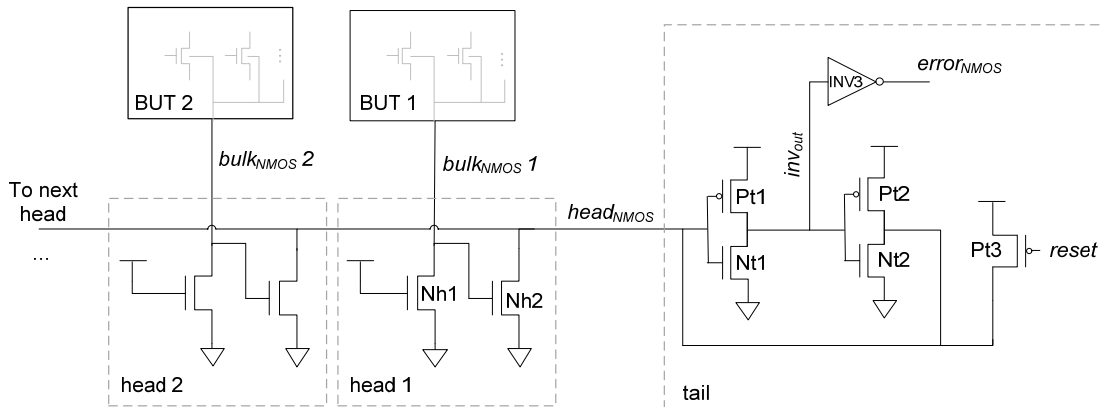 BUT 2
BUT 1
INV3
error_NMOS
bulk_NMOS 2
bulk_NMOS 1
inv_out
To next
head
...
head_NMOS
Pt1
Pt2
Nt1
Nt2
Pt3
reset
Nh1
Nh2
head 2
head 1
tail